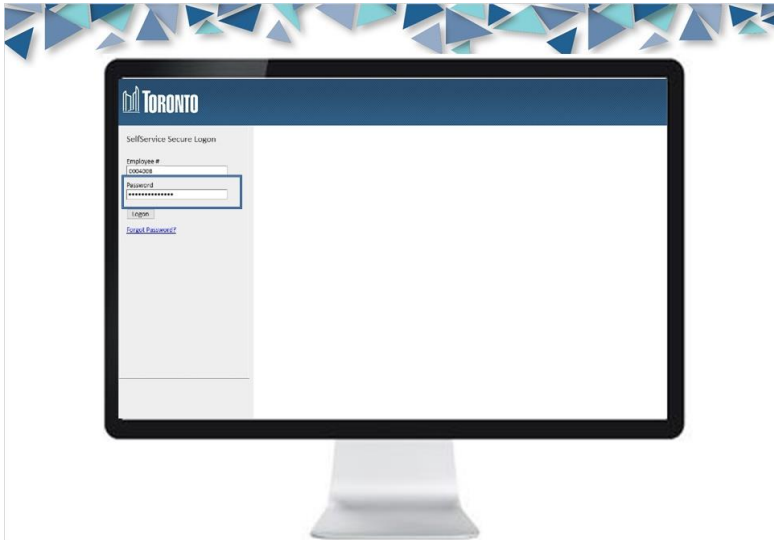 TORONTO
SelfService Secure Logon
Employee #
0004008
Password
••••••••••••••
Logon
Forgot Password?